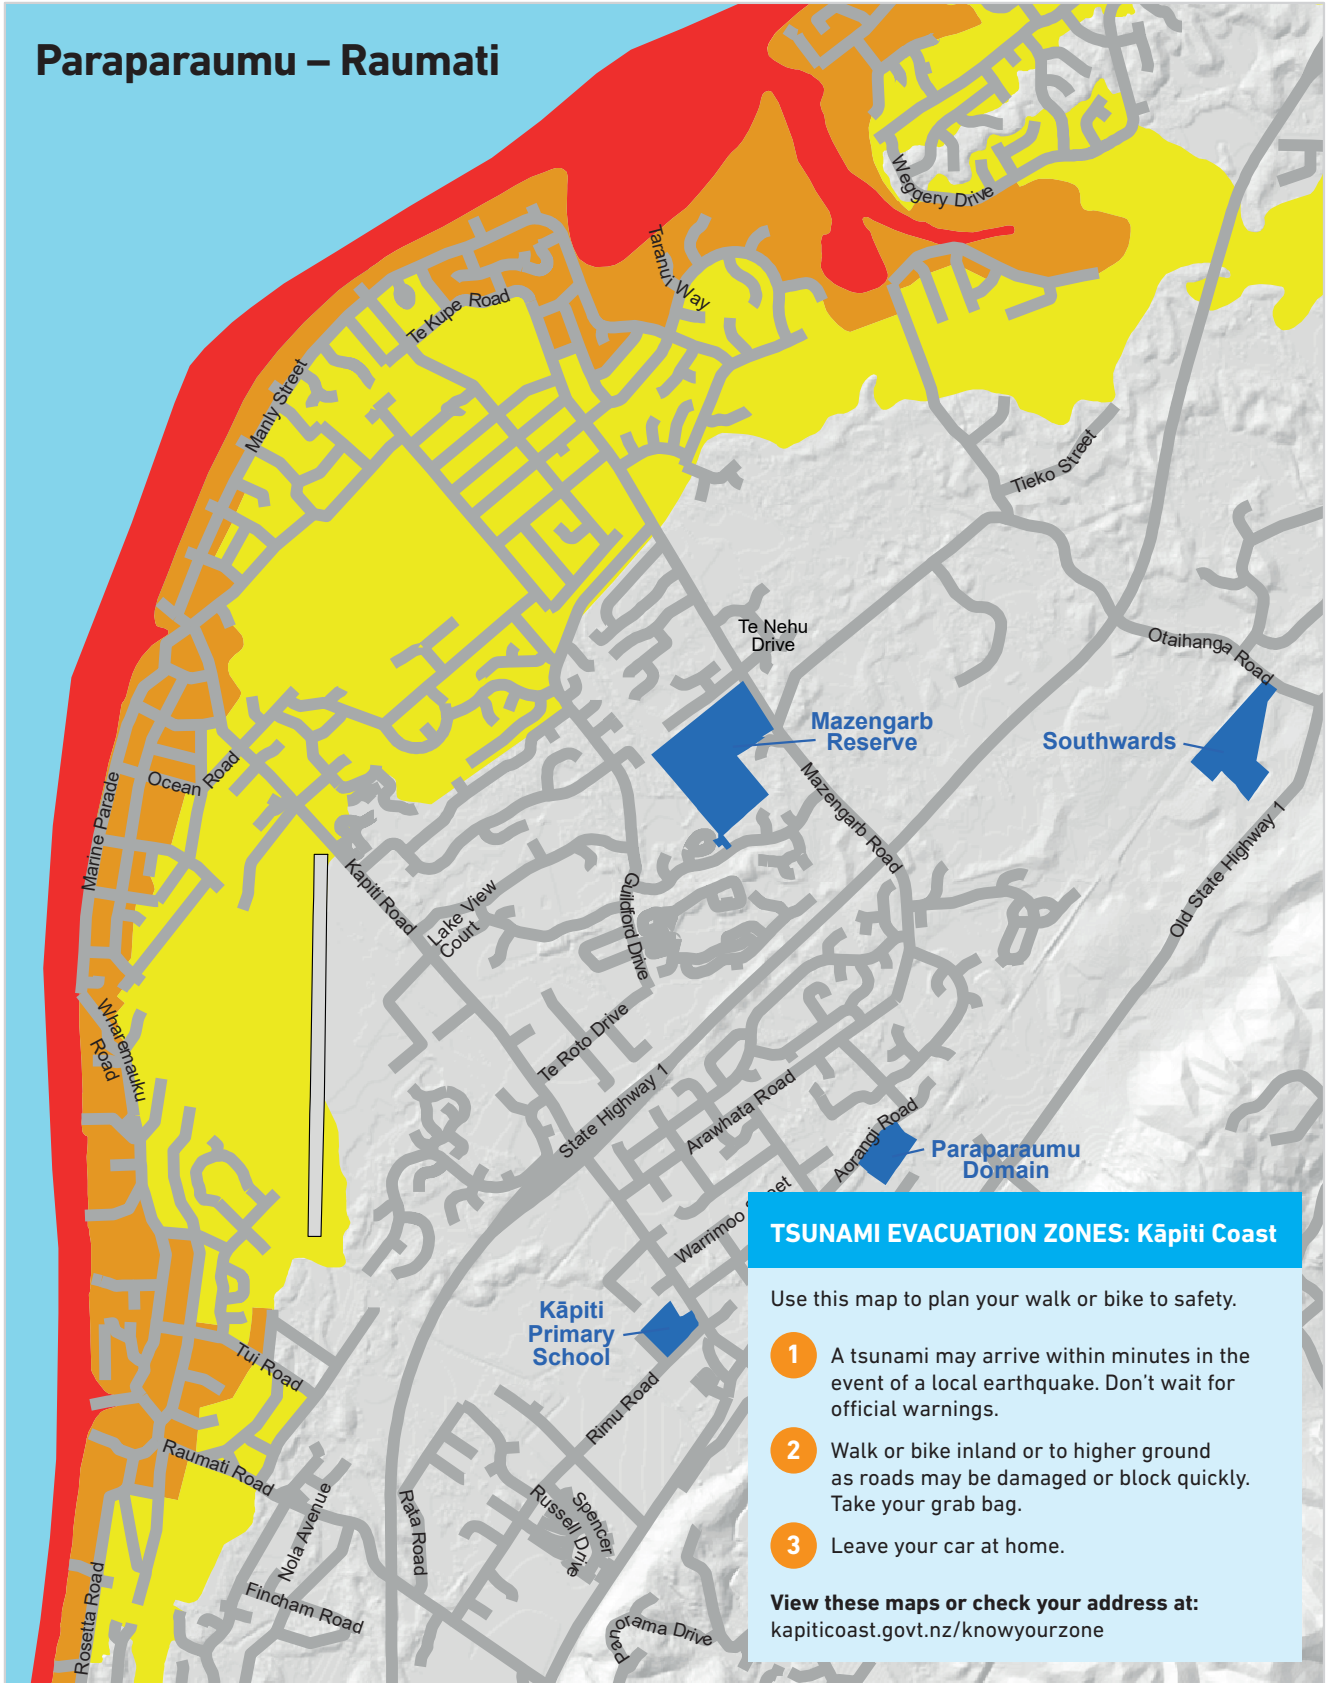 Paraparaumu – Raumati
Weggery Drive
Taranui Way
Te Kupe Road
Manly Street
Tieko Street
Te Nehu
Drive
Otaihanga Road
Mazengarb
Reserve
Southwards
Ocean Road
Marine Parade
Mazengarb Road
Old State Highway 1
Kapiti Road
Lake View
Court
Guildford Drive
Wharemauku
Road
Te Roto Drive
State Highway 1
Arawhata Road
Aorangi Road
Paraparaumu
Domain
Warrimoo
Kāpiti
Primary
School
Tui Road
Rimu Road
Raumati Road
Nola Avenue
Rata Road
Russell Drive
Spencer
Fincham Road
Rosetta Road
Panorama Drive
TSUNAMI EVACUATION ZONES: Kāpiti Coast
Use this map to plan your walk or bike to safety.
1 A tsunami may arrive within minutes in the
event of a local earthquake. Don't wait for
official warnings.
2 Walk or bike inland or to higher ground
as roads may be damaged or block quickly.
Take your grab bag.
3 Leave your car at home.
View these maps or check your address at:
kapiticoast.govt.nz/knowyourzone